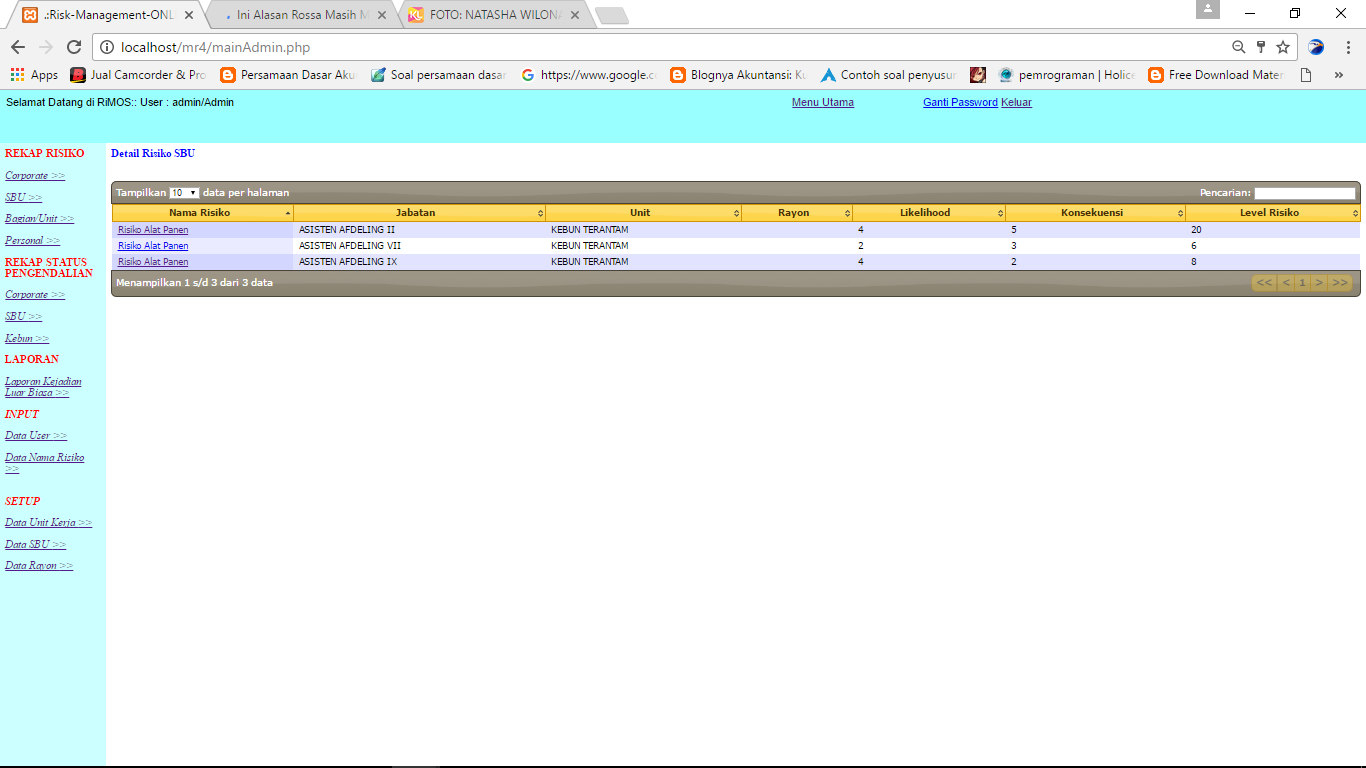 .:Risk-Management-ONL
Ini Alasan Rossa Masih M
FOTO: NATASHA WILONA
localhost/mr4/mainAdmin.php
Apps
Jual Camcorder & Pro
Persamaan Dasar Aku
Soal persamaan dasar
https://www.google.c
Blognya Akuntansi: Ku
Contoh soal penyusun
pemrograman | Holic
Free Download Mater
»
Selamat Datang di RiMOS:: User : admin/Admin
Menu Utama
Ganti Password Keluar
REKAP RISIKO
Corporate >>
SBU >>
Bagian/Unit >>
Personal >>
REKAP STATUS
PENGENDALIAN
Corporate >>
SBU >>
Kebun >>
LAPORAN
Laporan Kejadian
Luar Biasa >>
INPUT
Data User >>
Data Nama Risiko
>>
SETUP
Data Unit Kerja >>
Data SBU >>
Data Rayon >>
Detail Risiko SBU
Tampilkan 10 data per halaman
Pencarian:
Nama Risiko Jabatan Unit Rayon Likelihood Konsekuensi Level Risiko
Risiko Alat Panen ASISTEN AFDELING II KEBUN TERANTAM 4 5 20
Risiko Alat Panen ASISTEN AFDELING VII KEBUN TERANTAM 2 3 6
Risiko Alat Panen ASISTEN AFDELING IX KEBUN TERANTAM 4 2 8
Menampilkan 1 s/d 3 dari 3 data
<< < 1 > >>